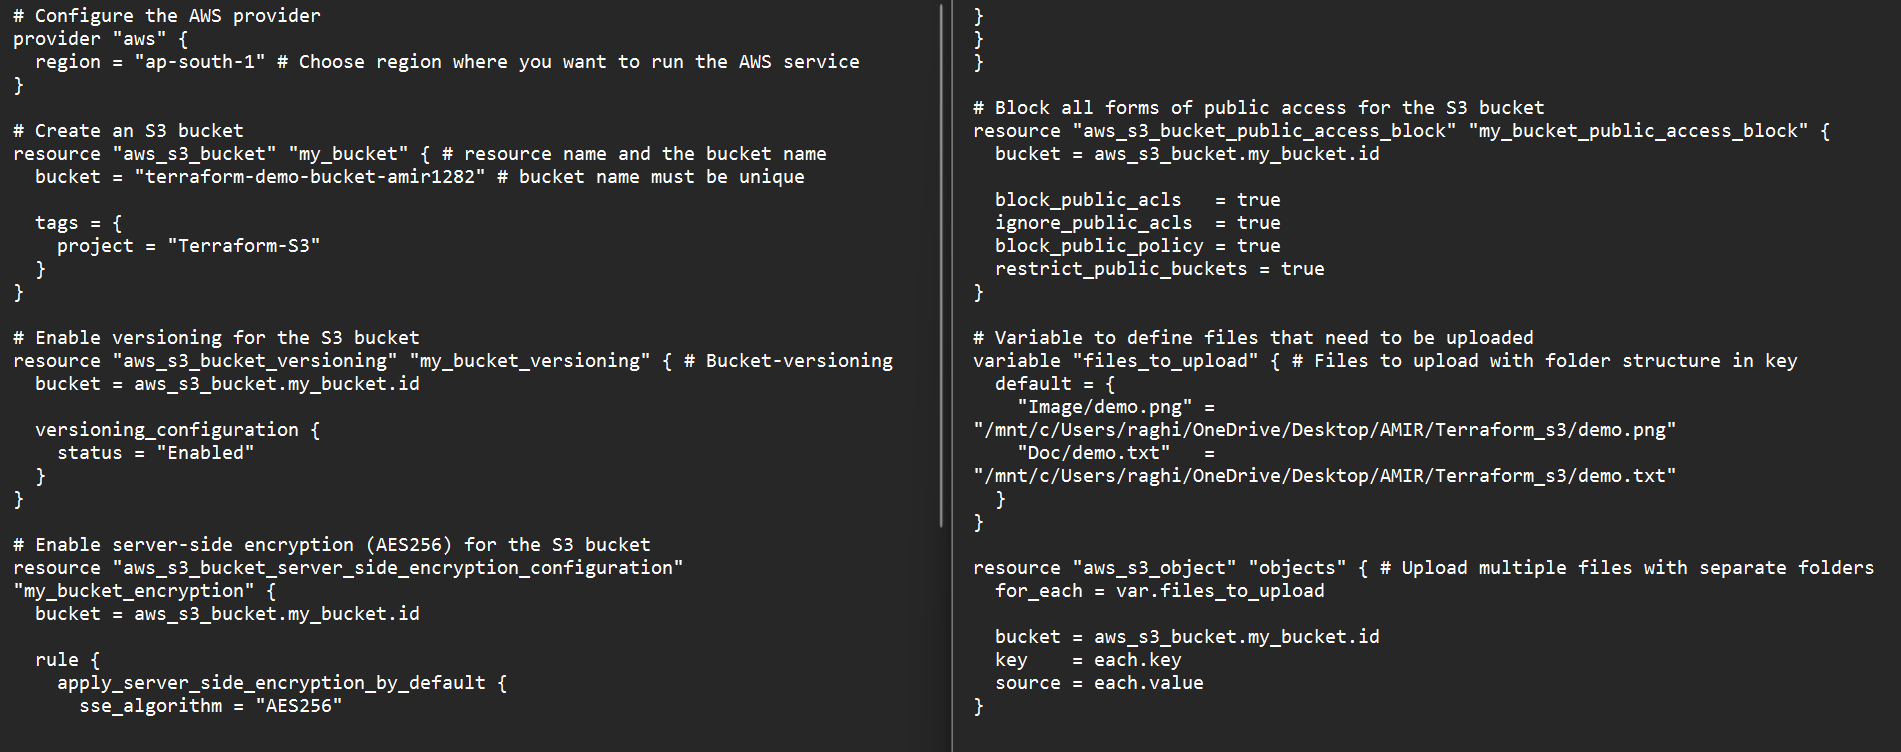 # Configure the AWS provider
provider "aws" {
  region = "ap-south-1" # Choose region where you want to run the AWS service
}

# Create an S3 bucket
resource "aws_s3_bucket" "my_bucket" { # resource name and the bucket name
  bucket = "terraform-demo-bucket-amir1282" # bucket name must be unique

  tags = {
    project = "Terraform-S3"
  }
}

# Enable versioning for the S3 bucket
resource "aws_s3_bucket_versioning" "my_bucket_versioning" { # Bucket-versioning
  bucket = aws_s3_bucket.my_bucket.id

  versioning_configuration {
    status = "Enabled"
  }
}

# Enable server-side encryption (AES256) for the S3 bucket
resource "aws_s3_bucket_server_side_encryption_configuration"
"my_bucket_encryption" {
  bucket = aws_s3_bucket.my_bucket.id

  rule {
    apply_server_side_encryption_by_default {
      sse_algorithm = "AES256"
}
}
}

# Block all forms of public access for the S3 bucket
resource "aws_s3_bucket_public_access_block" "my_bucket_public_access_block" {
  bucket = aws_s3_bucket.my_bucket.id

  block_public_acls   = true
  ignore_public_acls  = true
  block_public_policy = true
  restrict_public_buckets = true
}

# Variable to define files that need to be uploaded
variable "files_to_upload" { # Files to upload with folder structure in key
  default = {
    "Image/demo.png" =
"/mnt/c/Users/raghi/OneDrive/Desktop/AMIR/Terraform_s3/demo.png"
    "Doc/demo.txt"   =
"/mnt/c/Users/raghi/OneDrive/Desktop/AMIR/Terraform_s3/demo.txt"
  }
}

resource "aws_s3_object" "objects" { # Upload multiple files with separate folders
  for_each = var.files_to_upload

  bucket = aws_s3_bucket.my_bucket.id
  key    = each.key
  source = each.value
}